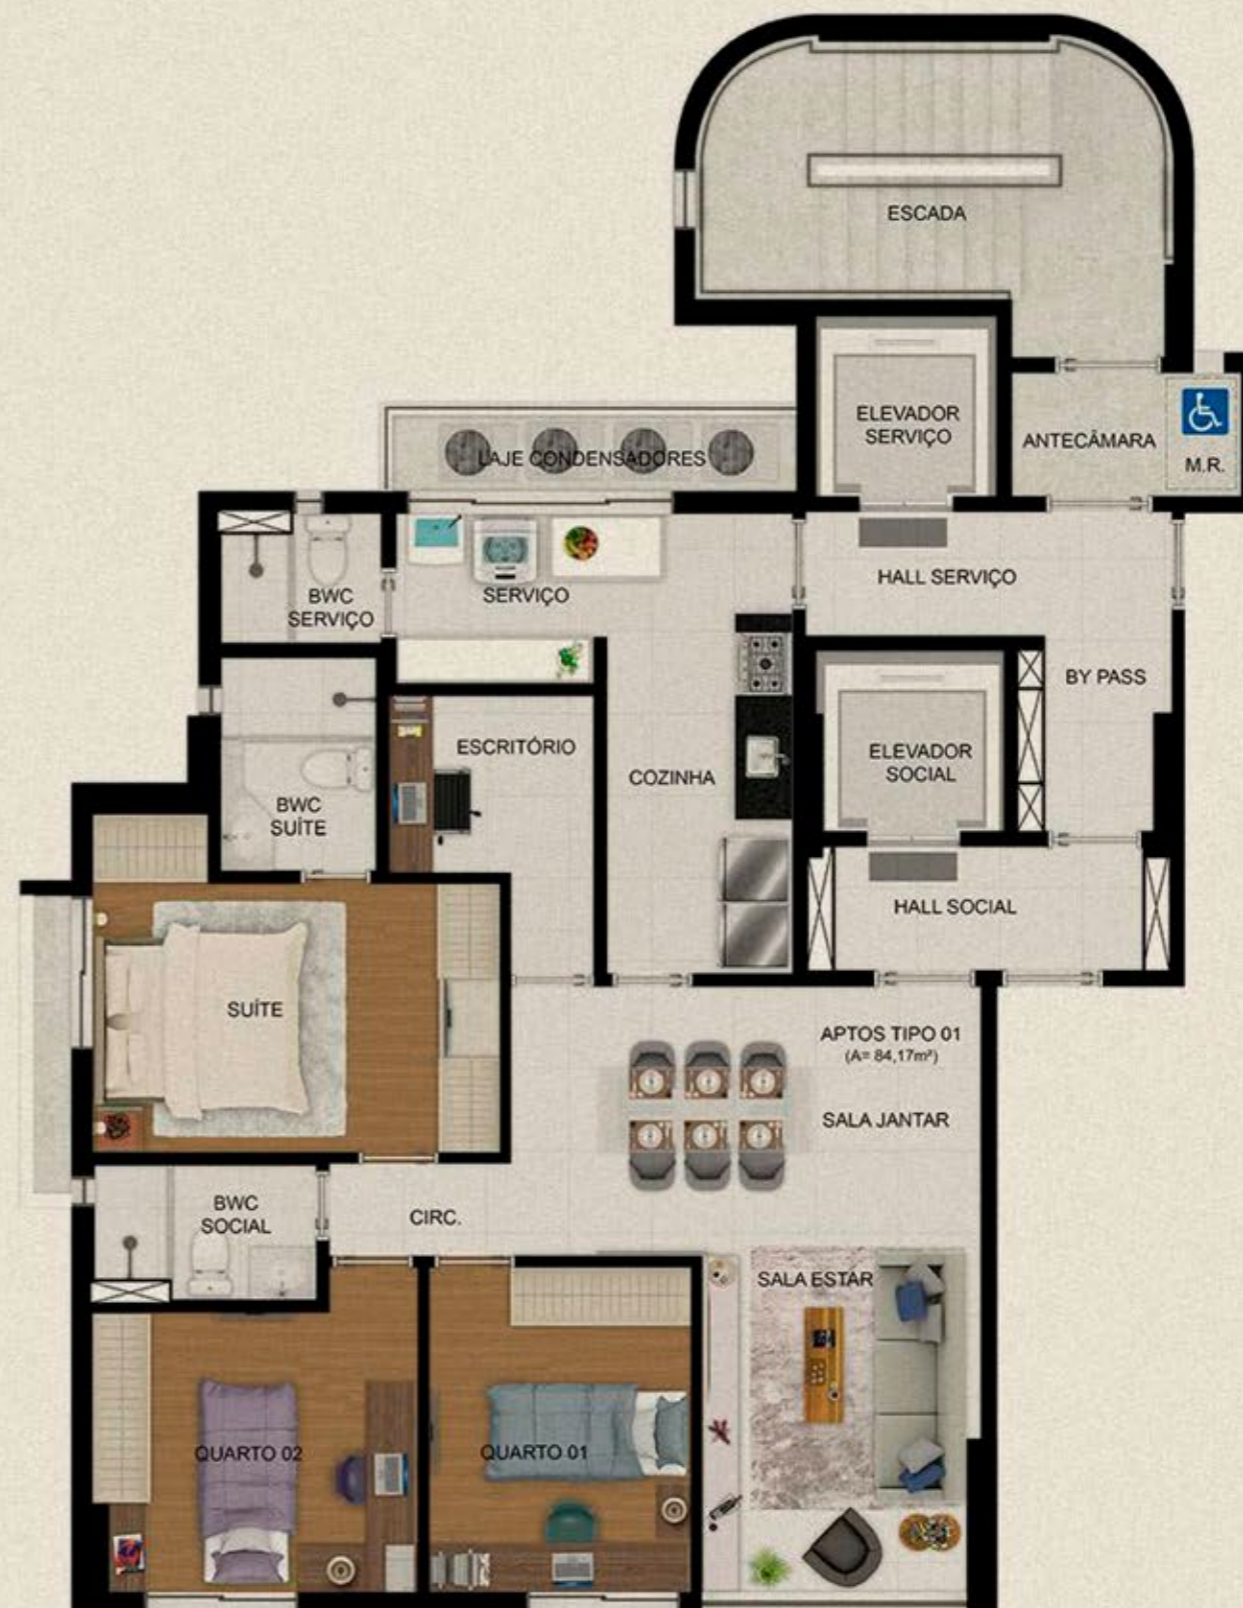 ESCADA
ELEVADOR
SERVIÇO
ANTECÂMARA
M.R.
LAJE CONDENSADORES
HALL SERVIÇO
BWC
SERVIÇO
SERVIÇO
BY PASS
ESCRITÓRIO
COZINHA
ELEVADOR
SOCIAL
BWC
SUÍTE
HALL SOCIAL
SUÍTE
APTOS TIPO 01
(A= 84,17m²)
SALA JANTAR
BWC
SOCIAL
CIRC.
SALA ESTAR
QUARTO 02
QUARTO 01